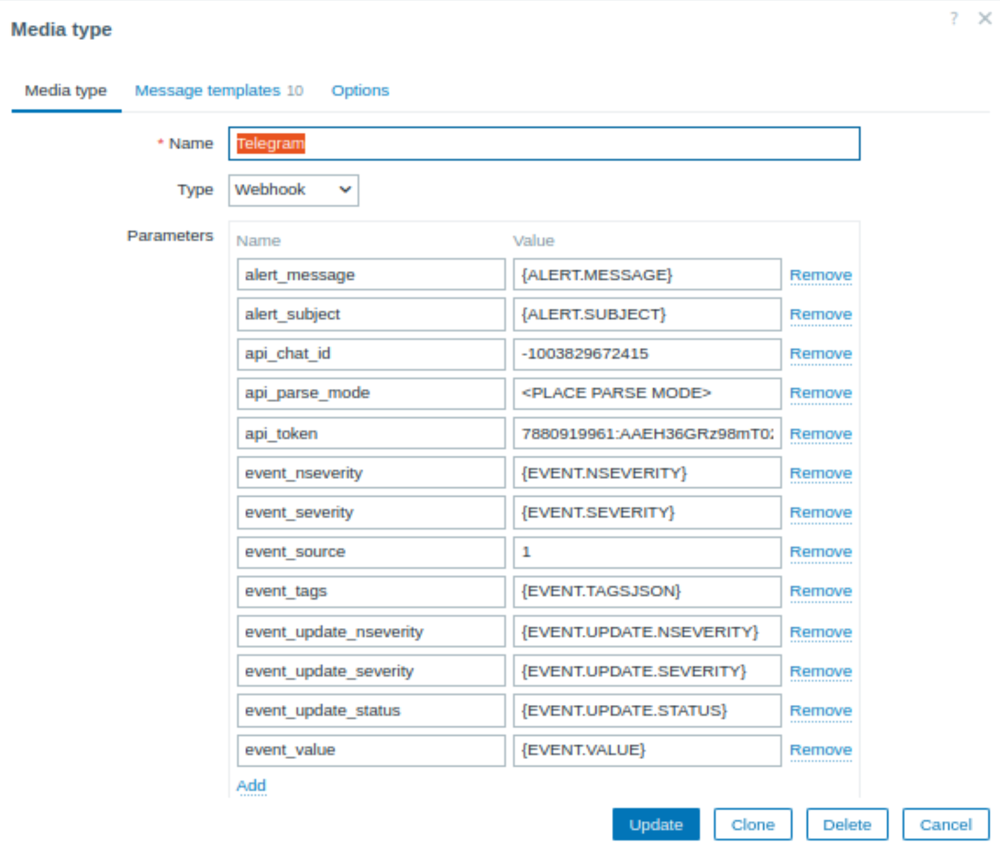 Media type
? ×
Media type Message templates 10 Options
* Name Telegram
Type Webhook
Parameters Name Value
alert_message {ALERT.MESSAGE} Remove
alert_subject {ALERT.SUBJECT} Remove
api_chat_id -1003829672415 Remove
api_parse_mode <PLACE PARSE MODE> Remove
api_token 7880919961:AAEH36GRz98mT0 Remove
event_nseverity {EVENT.NSEVERITY} Remove
event_severity {EVENT.SEVERITY} Remove
event_source 1 Remove
event_tags {EVENT.TAGSJSON} Remove
event_update_nseverity {EVENT.UPDATE.NSEVERITY} Remove
event_update_severity {EVENT.UPDATE.SEVERITY} Remove
event_update_status {EVENT.UPDATE.STATUS} Remove
event_value {EVENT.VALUE} Remove
Add
Update Clone Delete Cancel